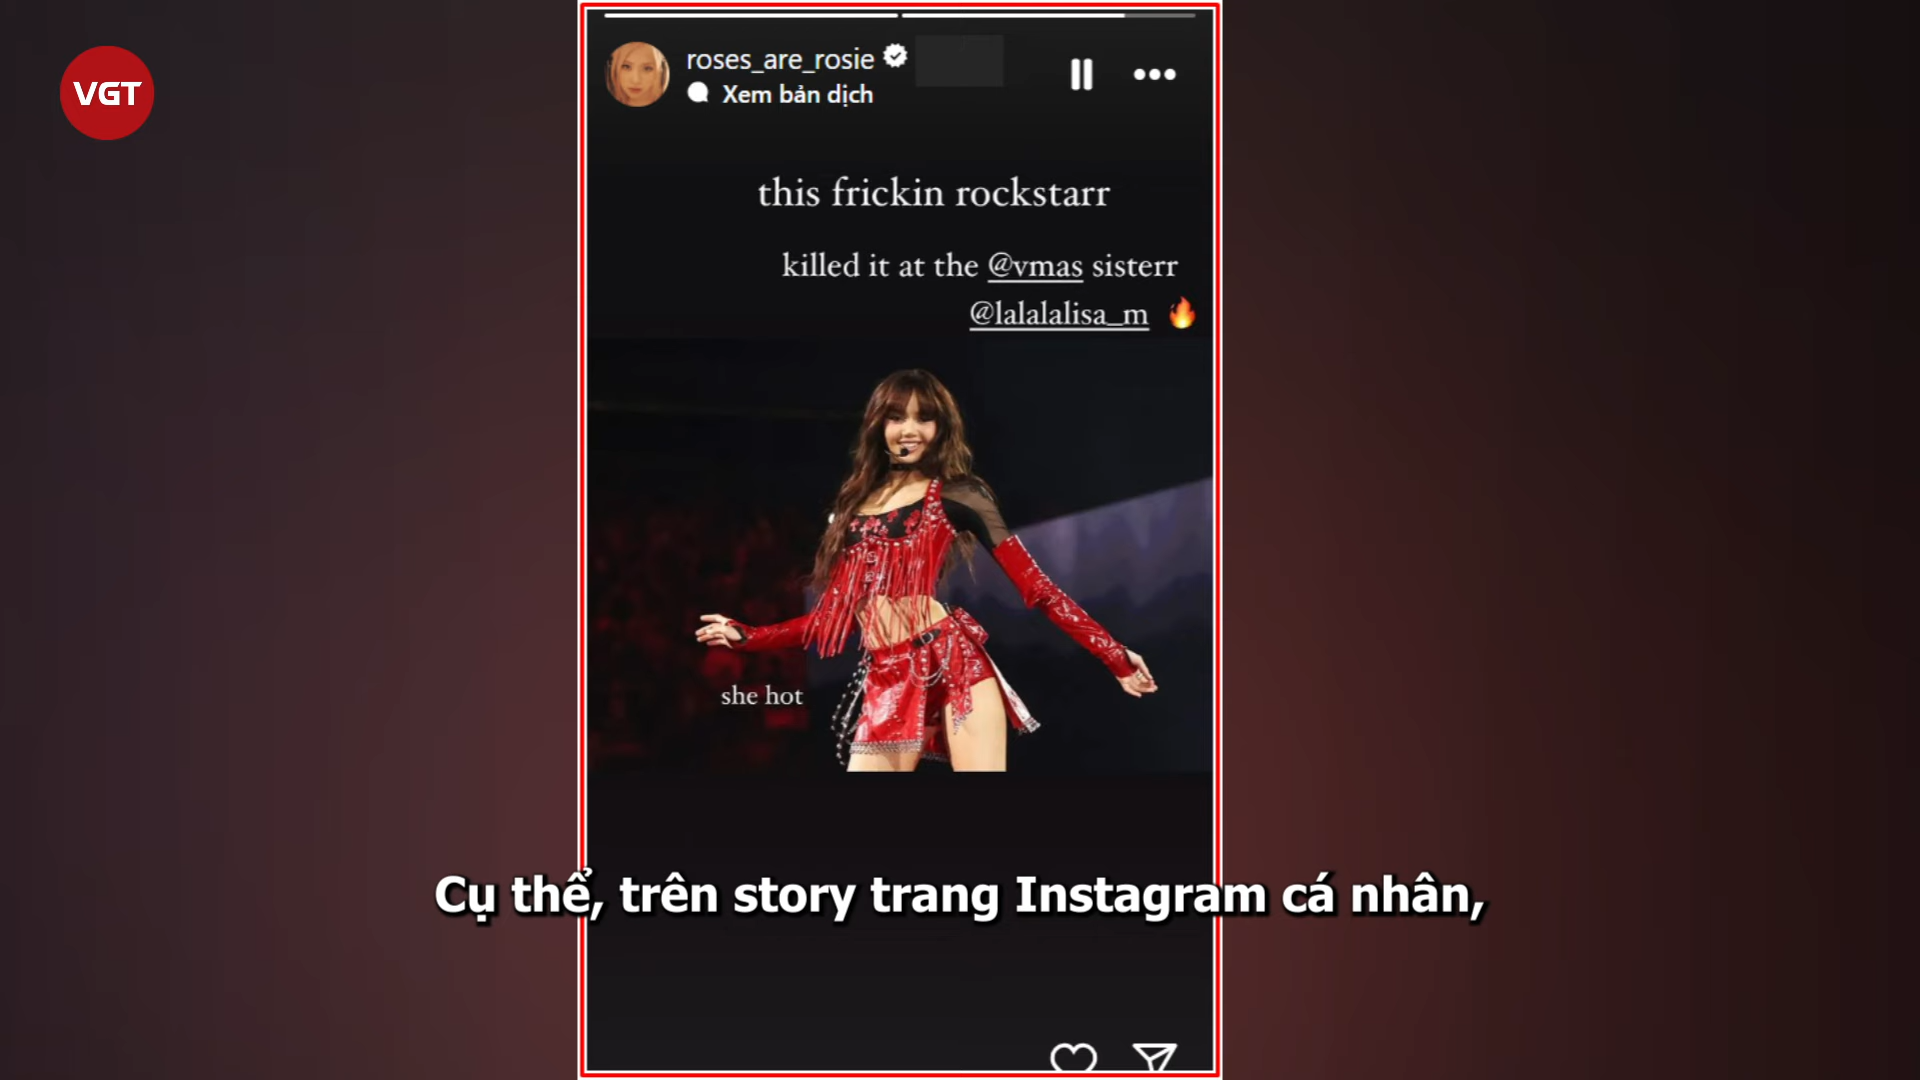 VGT
roses_are_rosie
Xem bản dịch
this frickin rockstarr
killed it at the @vmas sisterr
@lalalalisa_m 🔥
she hot
Cụ thể, trên story trang Instagram cá nhân,